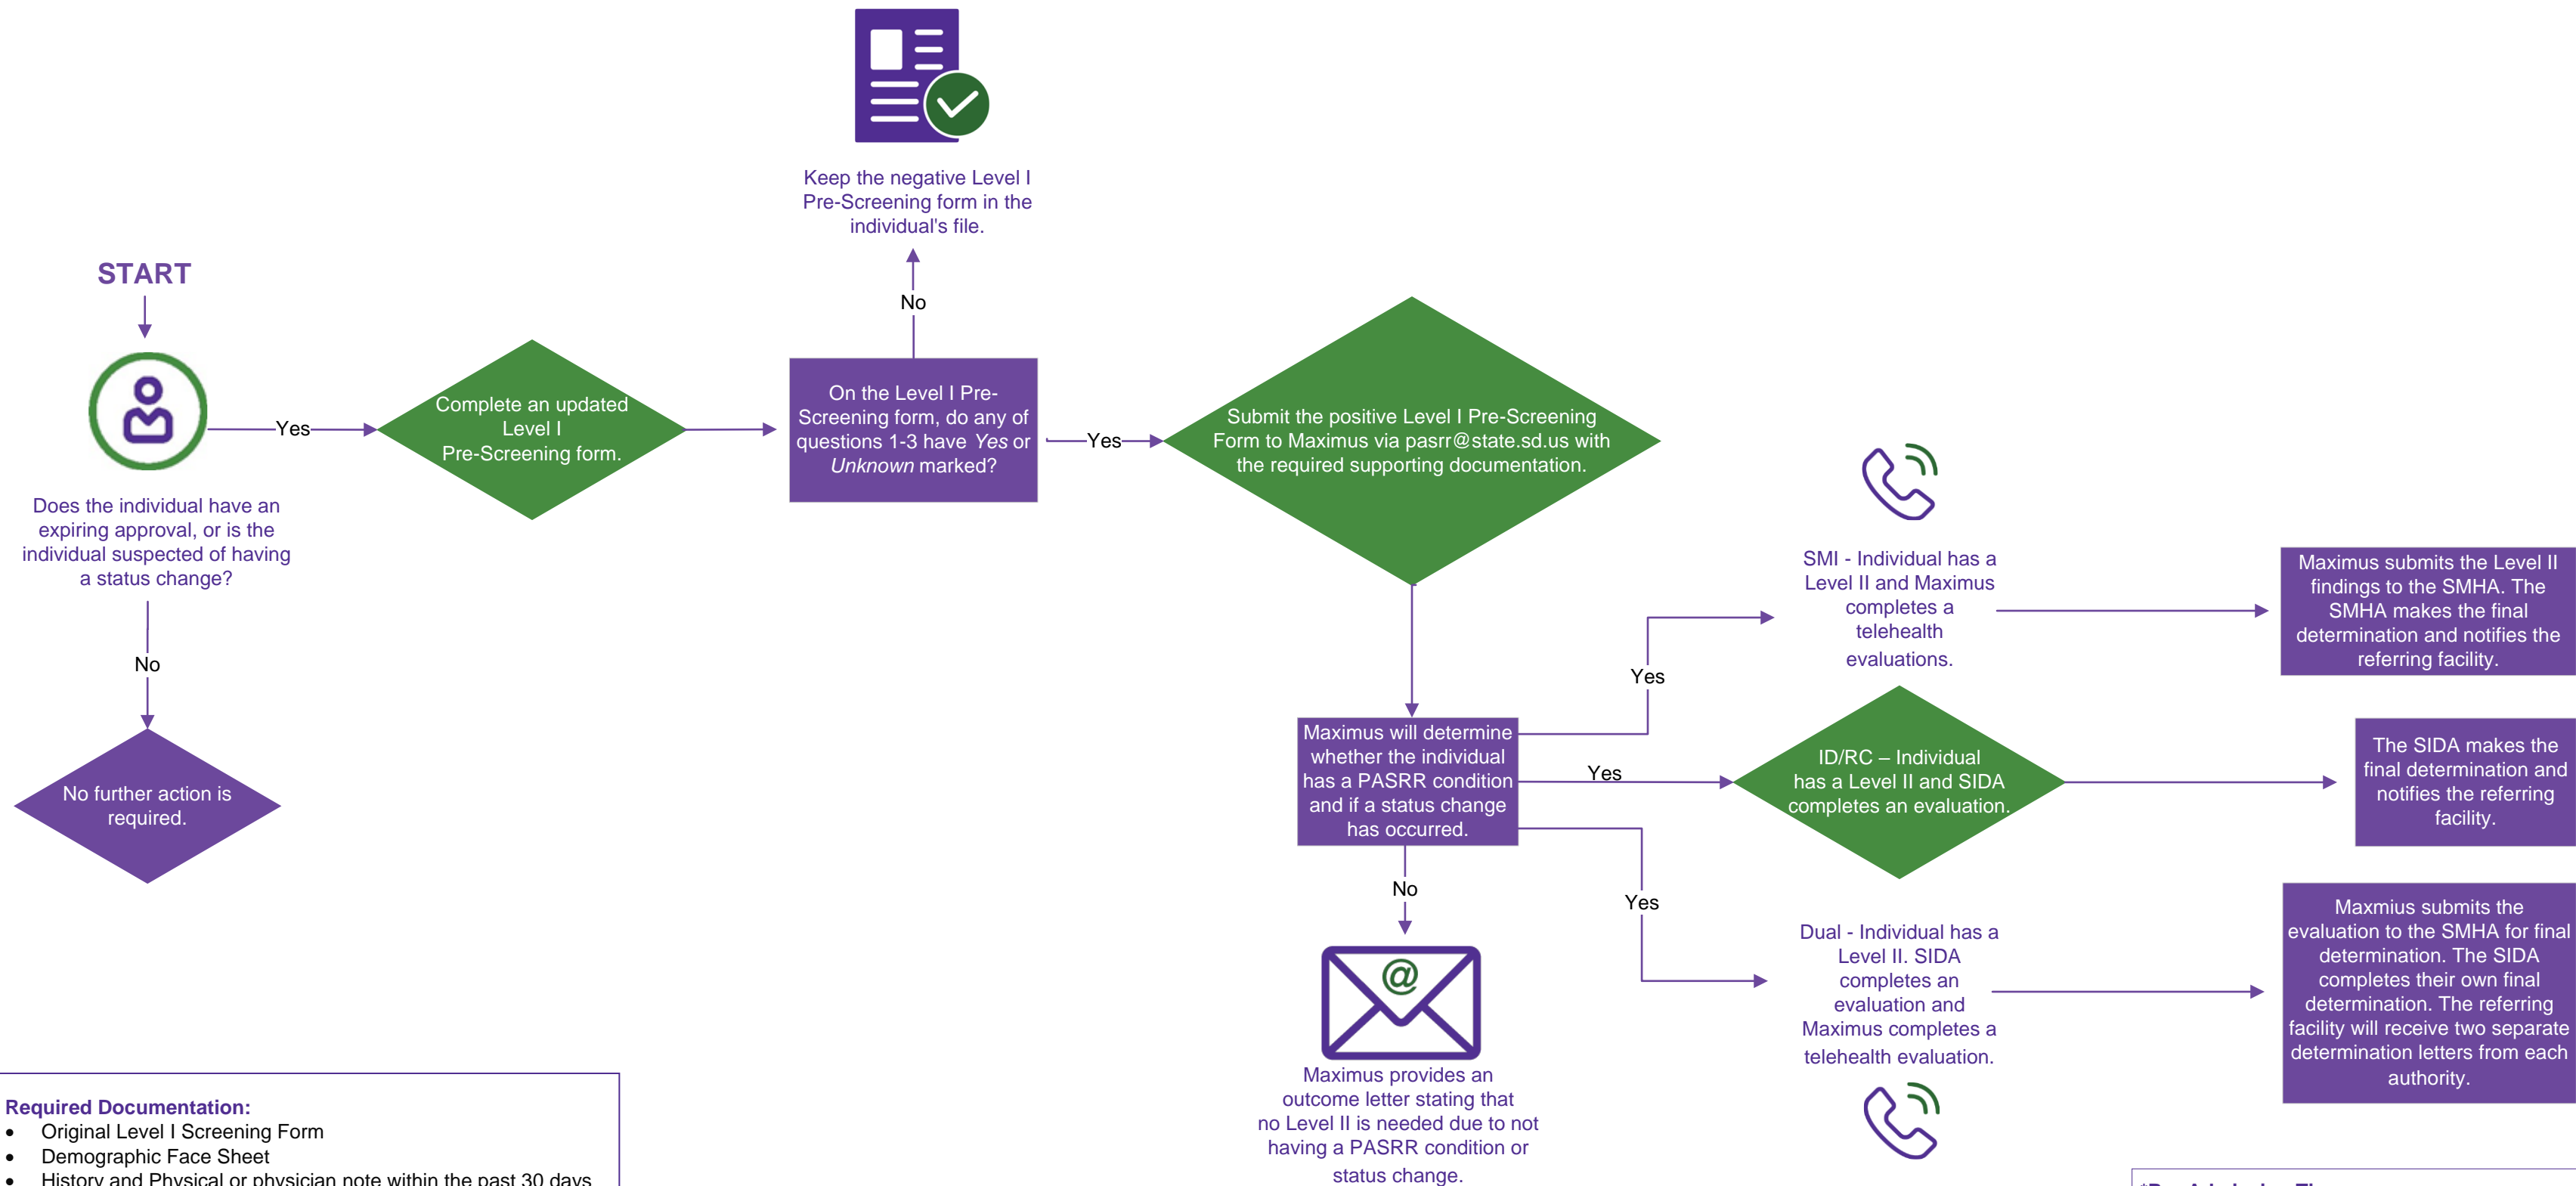 Keep the negative Level I
Pre-Screening form in the
individual's file.
START
No
Yes
Complete an updated
Level I
Pre-Screening form.
On the Level I Pre-
Screening form, do any of
questions 1-3 have Yes or
Unknown marked?
Yes
Submit the positive Level I Pre-Screening
Form to Maximus via pasrr@state.sd.us with
the required supporting documentation.
Does the individual have an
expiring approval, or is the
individual suspected of having
a status change?
No
No further action is
required.
SMI - Individual has a
Level II and Maximus
completes a
telehealth
evaluations.
Maximus submits the Level II
findings to the SMHA. The
SMHA makes the final
determination and notifies the
referring facility.
Yes
Maximus will determine
whether the individual
has a PASRR condition
and if a status change
has occurred.
Yes
ID/RC – Individual
has a Level II and SIDA
completes an evaluation.
The SIDA makes the
final determination and
notifies the referring
facility.
No
Yes
Dual - Individual has a
Level II. SIDA
completes an
evaluation and
Maximus completes a
telehealth evaluation.
Maxmius submits the
evaluation to the SMHA for final
determination. The SIDA
completes their own final
determination. The referring
facility will receive two separate
determination letters from each
authority.
@
Maximus provides an
outcome letter stating that
no Level II is needed due to not
having a PASRR condition or
status change.
Required Documentation:
• Original Level I Screening Form
• Demographic Face Sheet
• History and Physical or physician note within the past 30 days